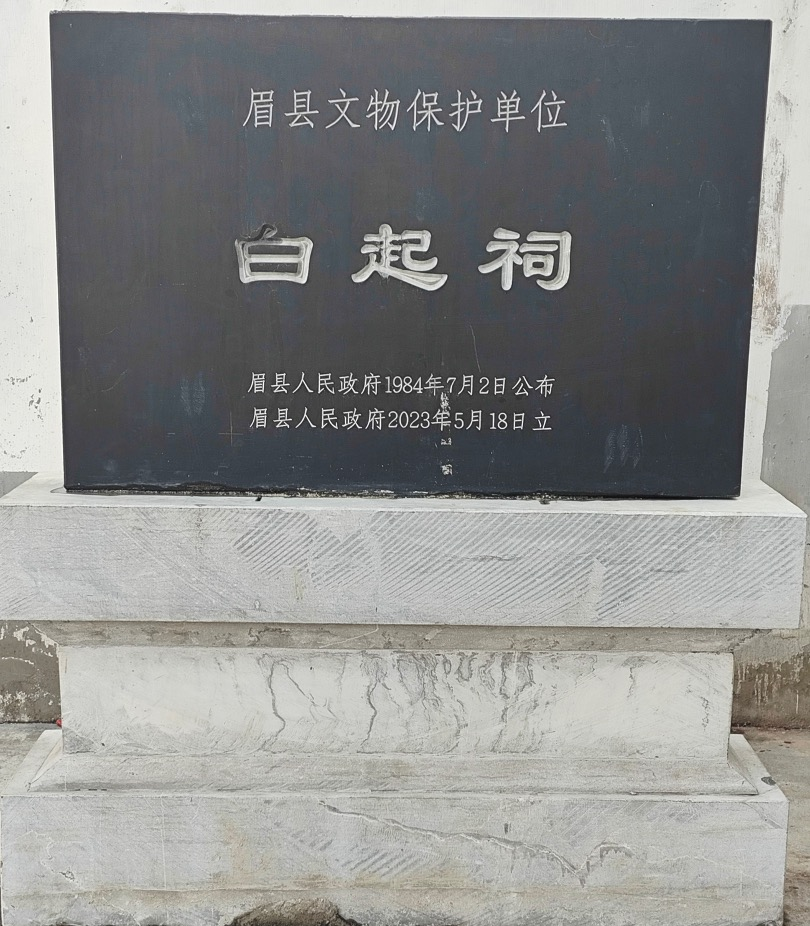 眉县文物保护单位
白起祠
眉县人民政府1984年7月2日公布
眉县人民政府2023年5月18日立